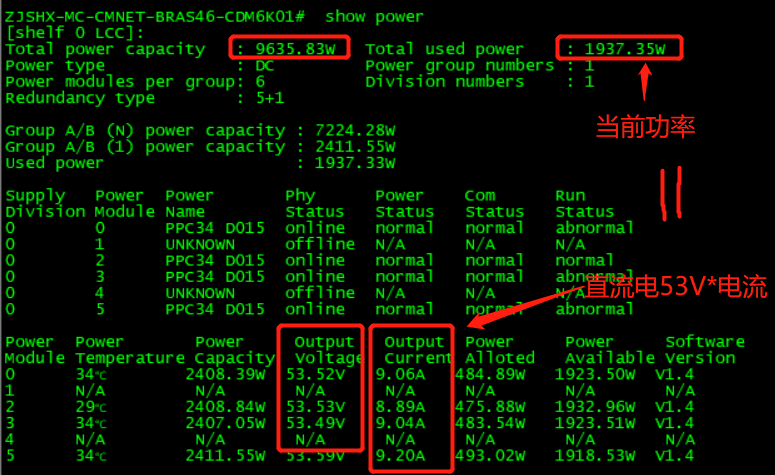 ZJSHX-MC-CMNET-BRAS46-CDM6K01# show power
[shelf 0 LCC]:
Total power capacity : 9635.83W Total used power : 1937.35W
Power type : DC Power group numbers : 1
Power modules per group: 6 Division numbers : 1
Redundancy type : 5+1
当前功率
Group A/B (N) power capacity : 7224.28W
Group A/B (1) power capacity : 2411.55W
Used power : 1937.33W
Supply Power Power Phy Power Com Run
Division Module Name Status Status Status Status
0 0 PPC34 D015 online normal normal abnormal
0 1 UNKNOWN offline N/A N/A N/A
0 2 PPC34 D015 online normal normal normal
0 3 PPC34 D015 online normal normal abnormal
0 4 UNKNOWN offline N/A N/A N/A
0 5 PPC34 D015 online normal normal abnormal
直流电53V*电流
Power Power Power Output Output Power Power Software
Module Temperature Capacity Voltage Current Alloted Available Version
0 34℃ 2408.39W 53.52V 9.06A 484.89W 1923.50W V1.4
1 N/A N/A N/A N/A N/A N/A N/A
2 29℃ 2408.84W 53.53V 8.89A 475.88W 1932.96W V1.4
3 34℃ 2407.05W 53.49V 9.04A 483.54W 1923.51W V1.4
4 N/A N/A N/A N/A N/A N/A N/A
5 34℃ 2411.55W 53.59V 9.20A 493.02W 1918.53W V1.4